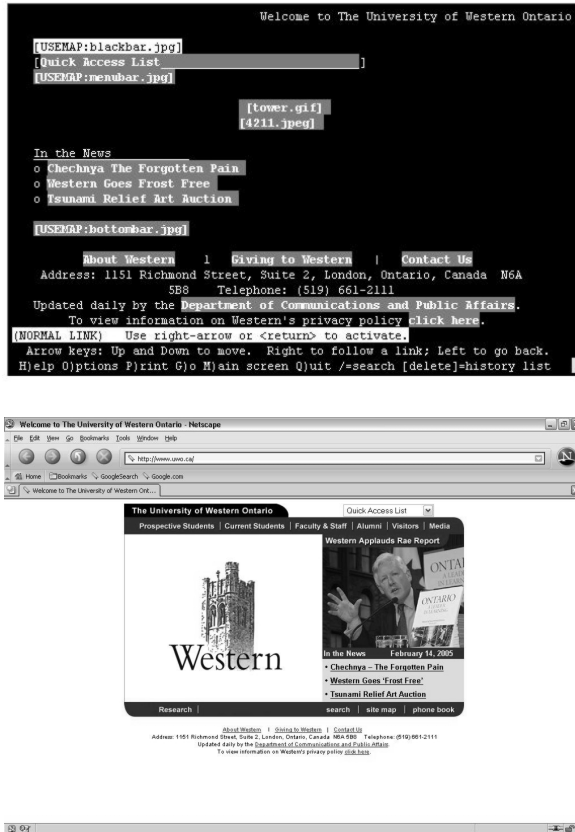 Welcome to The University of Western Ontario
[USEMAP:blackbar.jpg]
[Quick Access List________________________]
[USEMAP:menubar.jpg]
[tower.gif]
[4211.jpeg]
In the News
o Chechnya The Forgotten Pain
o Western Goes Frost Free
o Tsunami Relief Art Auction
[USEMAP:bottombar.jpg]
About Western l Giving to Western | Contact Us
Address: 1151 Richmond Street, Suite 2, London, Ontario, Canada N6A
5B8 Telephone: (519) 661-2111
Updated daily by the Department of Communications and Public Affairs.
To view information on Western's privacy policy click here.
(NORMAL LINK) Use right-arrow or <return> to activate.
Arrow keys: Up and Down to move. Right to follow a link; Left to go back.
H)elp O)ptions P)rint G)o M)ain screen Q)uit /=search [delete]=history list
Welcome to The University of Western Ontario - Netscape
File Edit View Go Bookmarks Tools Window Help
http://www.uwo.ca/
N
Home Bookmarks GoogleSearch Google.com
Welcome to The University of Western Ont...
The University of Western Ontario Quick Access List
Prospective Students | Current Students | Faculty & Staff | Alumni | Visitors | Media
Western Applauds Rae Report
ONTA
A LEAD
IN LEARN
ONTARIO
A LEADER
IN LEARNING
Western
In the News February 14, 2005
• Chechnya – The Forgotten Pain
• Western Goes 'Frost Free'
• Tsunami Relief Art Auction
Research | search | site map | phone book
About Western | Giving to Western | Contact Us
Address: 1151 Richmond Street, Suite 2, London, Ontario, Canada N6A 5B8 Telephone: (519) 661-2111
Updated daily by the Department of Communications and Public Affairs
To view information on Western's privacy policy click here.